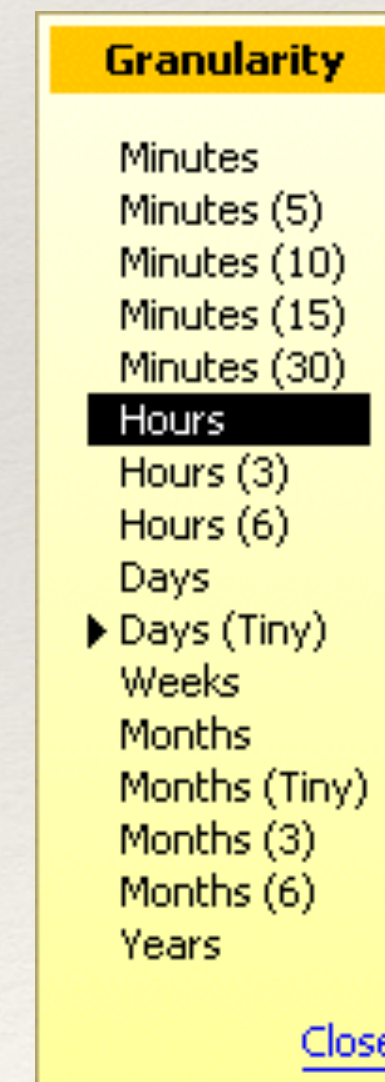 Granularity
Minutes
Minutes (5)
Minutes (10)
Minutes (15)
Minutes (30)
Hours
Hours (3)
Hours (6)
Days
Days (Tiny)
Weeks
Months
Months (Tiny)
Months (3)
Months (6)
Years
Close